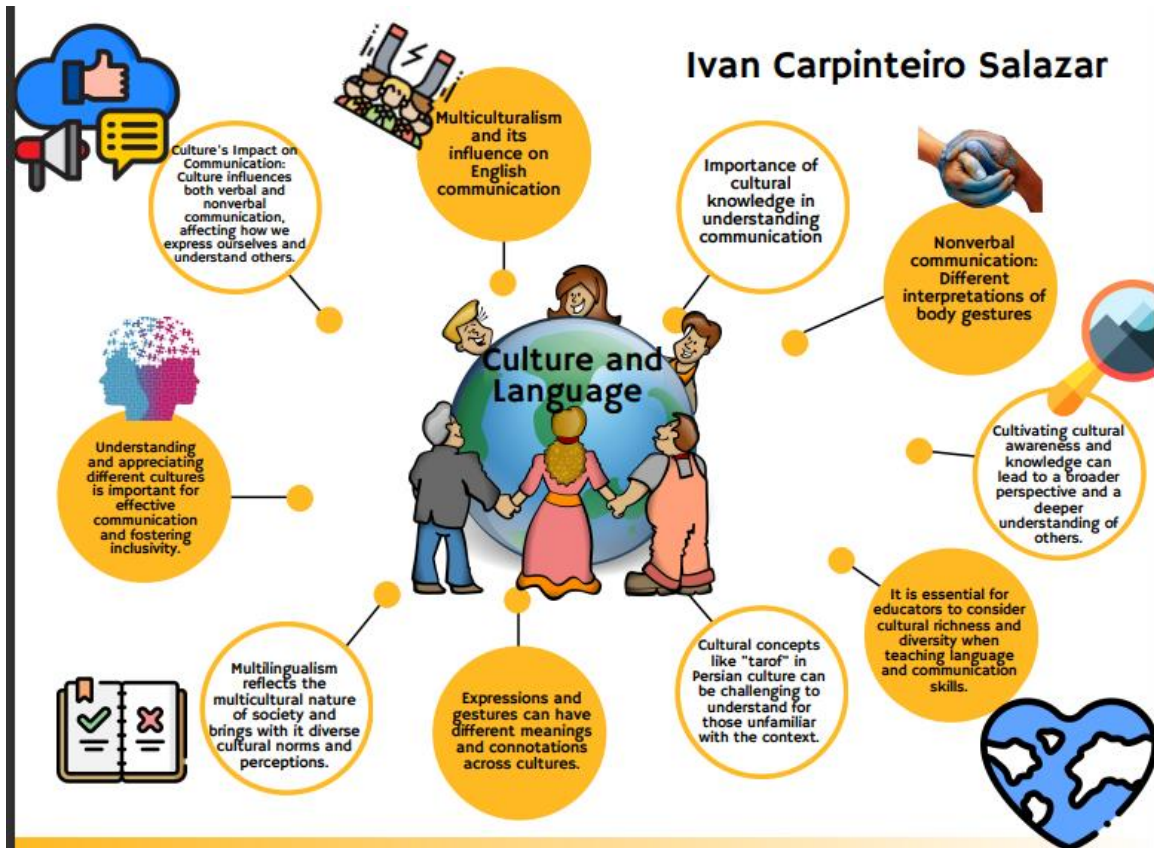 Ivan Carpinteiro Salazar
Culture's Impact on
Communication:
Culture influences
both verbal and
nonverbal
communication,
affecting how we
express ourselves and
understand others.
Multiculturalism
and its
influence on
English
communication
Importance of
cultural
knowledge in
understanding
communication
Nonverbal
communication:
Different
interpretations of
body gestures
Culture and
Language
Understanding
and appreciating
different cultures
is important for
effective
communication
and fostering
inclusivity.
Cultivating cultural
awareness and
knowledge can
lead to a broader
perspective and a
deeper
understanding of
others.
Multilingualism
reflects the
multicultural nature
of society and
brings with it diverse
cultural norms and
perceptions.
Expressions and
gestures can have
different meanings
and connotations
across cultures.
Cultural concepts
like "tarof" in
Persian culture can
be challenging to
understand for
those unfamiliar
with the context.
It is essential for
educators to consider
cultural richness and
diversity when
teaching language
and communication
skills.